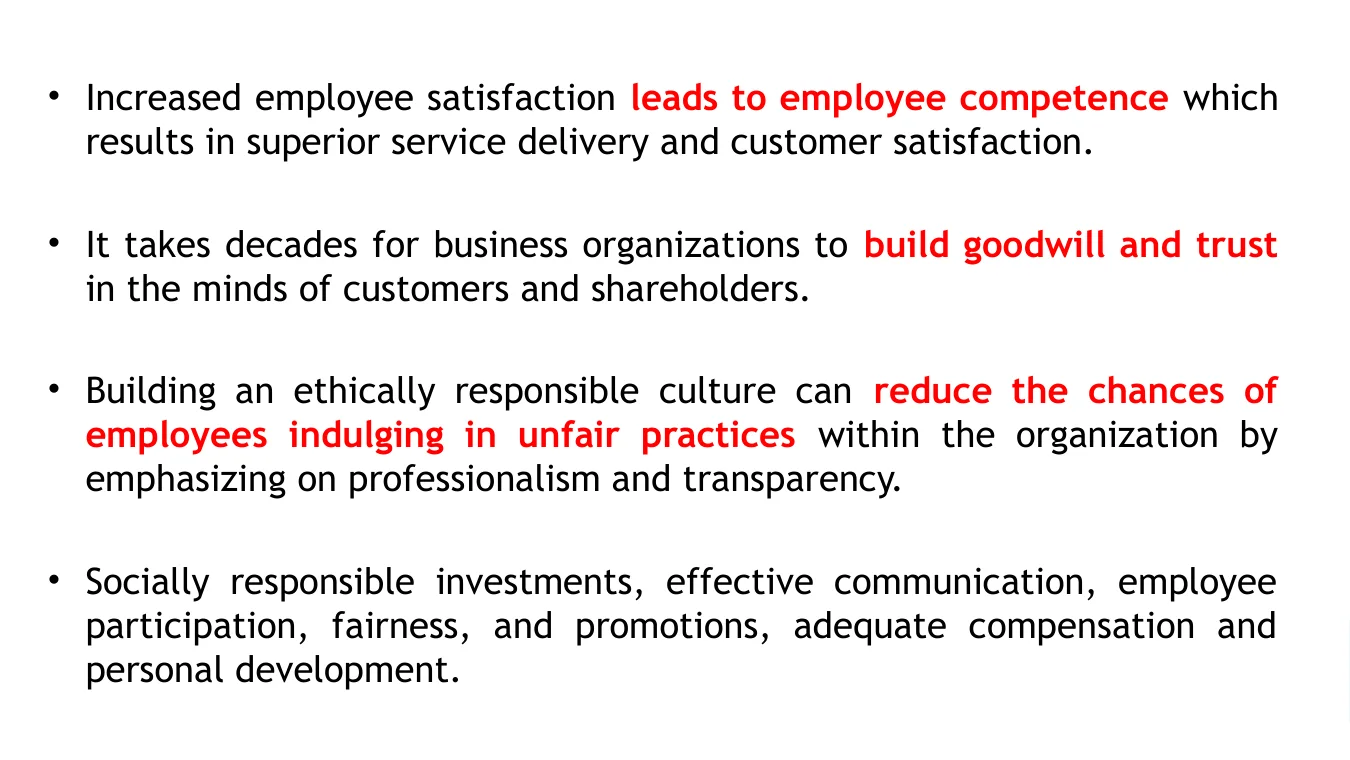 • Increased employee satisfaction leads to employee competence which
results in superior service delivery and customer satisfaction.
• It takes decades for business organizations to build goodwill and trust
in the minds of customers and shareholders.
• Building an ethically responsible culture can reduce the chances of
employees indulging in unfair practices within the organization by
emphasizing on professionalism and transparency.
• Socially responsible investments, effective communication, employee
participation, fairness, and promotions, adequate compensation and
personal development.